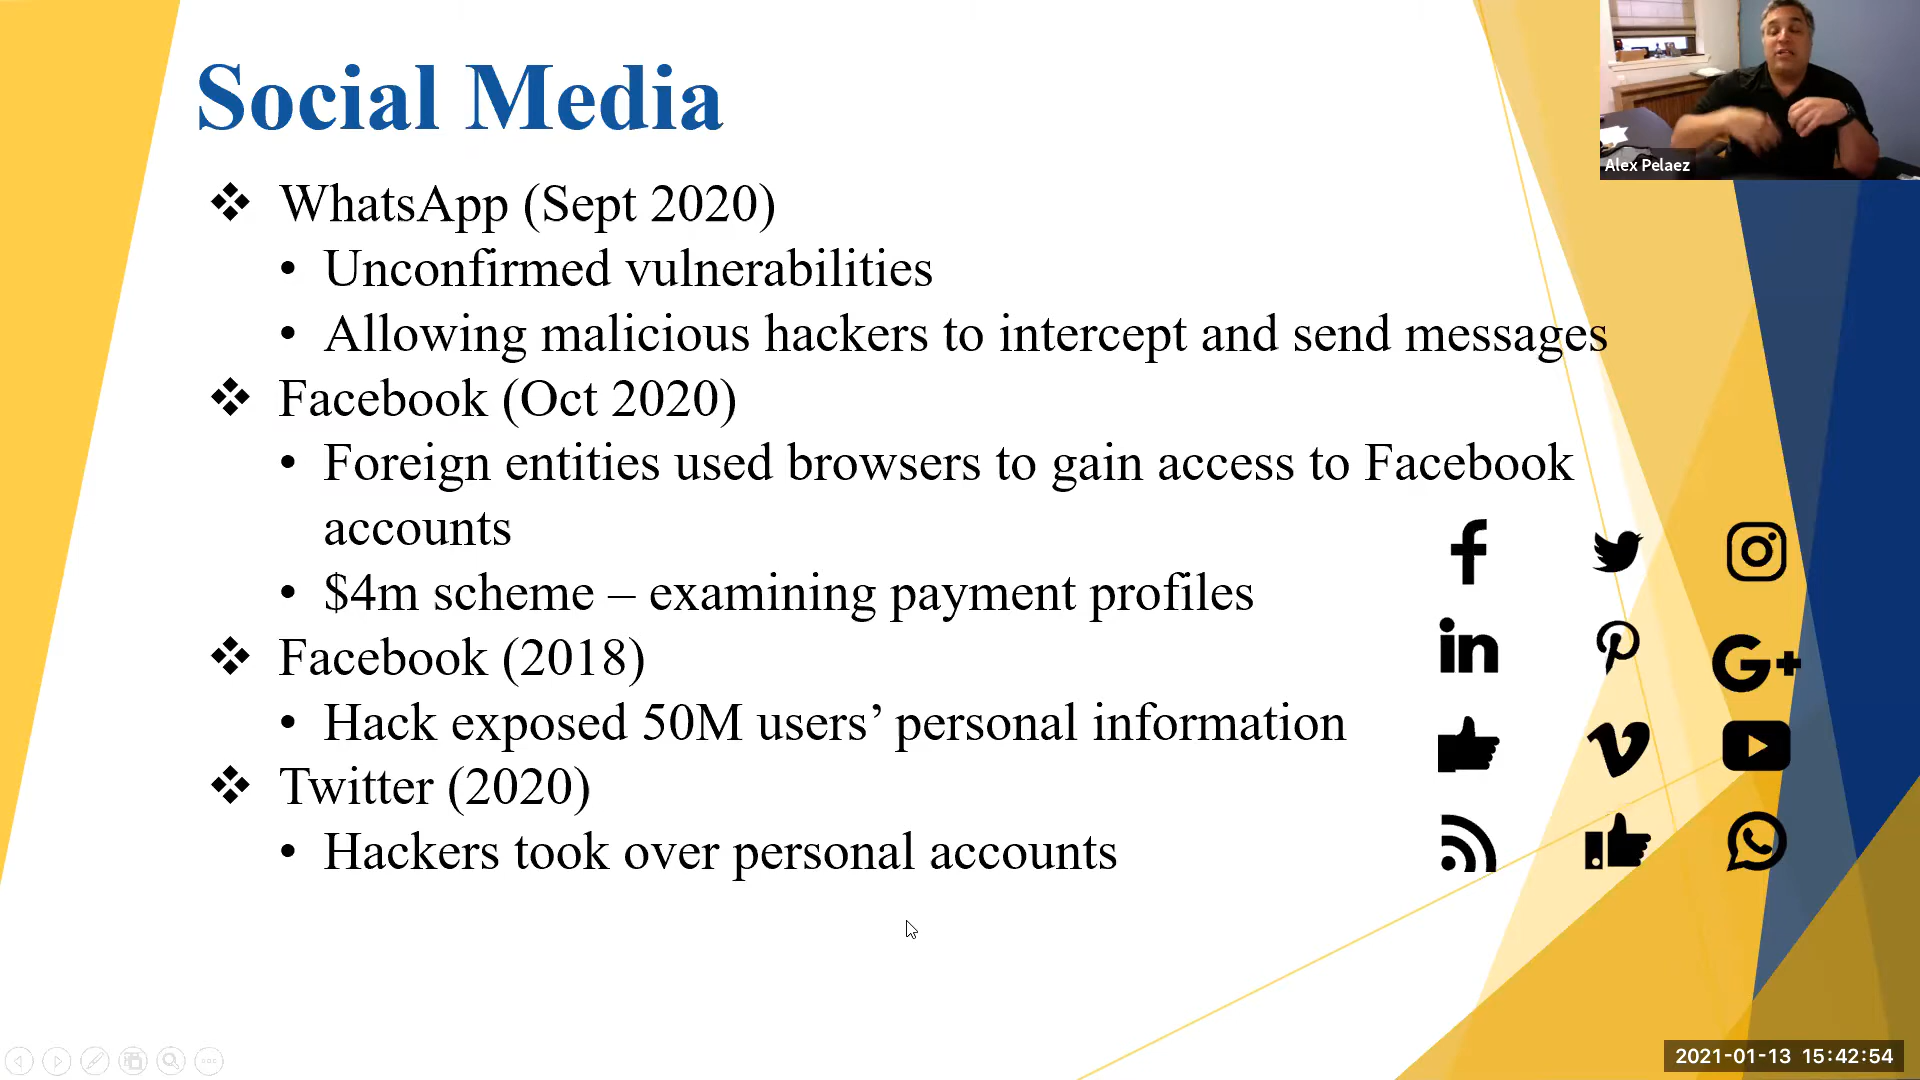 Social Media
Alex Pelaez
❖ WhatsApp (Sept 2020)
• Unconfirmed vulnerabilities
• Allowing malicious hackers to intercept and send messages
❖ Facebook (Oct 2020)
• Foreign entities used browsers to gain access to Facebook
accounts
• $4m scheme – examining payment profiles
❖ Facebook (2018)
• Hack exposed 50M users’ personal information
❖ Twitter (2020)
• Hackers took over personal accounts
2021-01-13 15:42:54